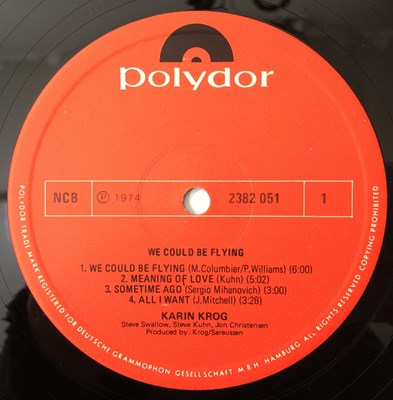 polydor
NCB
℗ 1974
2382 051
1
WE COULD BE FLYING
1. WE COULD BE FLYING (M.Columbier/P.Williams) (6:00)
2. MEANING OF LOVE (Kuhn) (5:02)
3. SOMETIME AGO (Sergio Mihanovich) (3:00)
4. ALL I WANT (J.Mitchell) (3:28)
KARIN KROG
Steve Swallow, Steve Kuhn, Jon Christensen
Produced by: Krog/Sareussen
POLYDOR TRADE MARK REGISTERED FOR DEUTSCHE GRAMMOPHON GESELLSCHAFT M·B·H. HAMBURG. ALL RIGHTS RESERVED. COPYING PROHIBITED